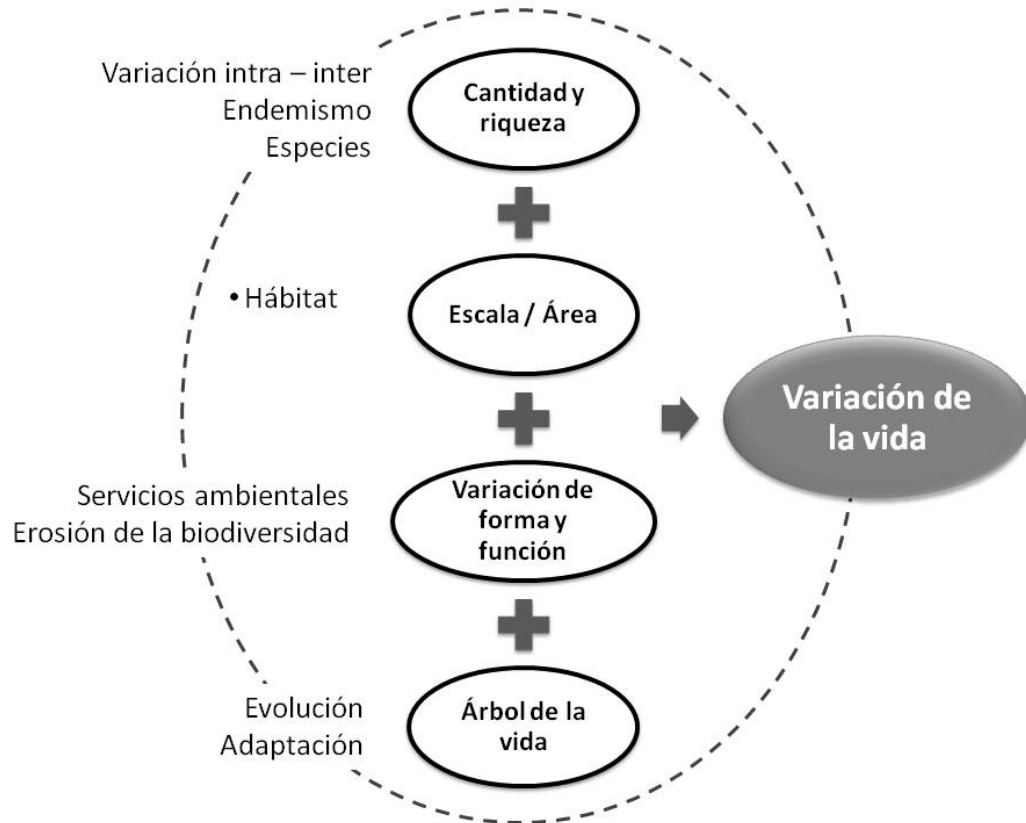 Variación intra – inter
Endemismo
Especies
Cantidad y
riqueza
• Hábitat
Escala / Área
Variación de
la vida
Servicios ambientales
Erosión de la biodiversidad
Variación de
forma y
función
Evolución
Adaptación
Árbol de la
vida